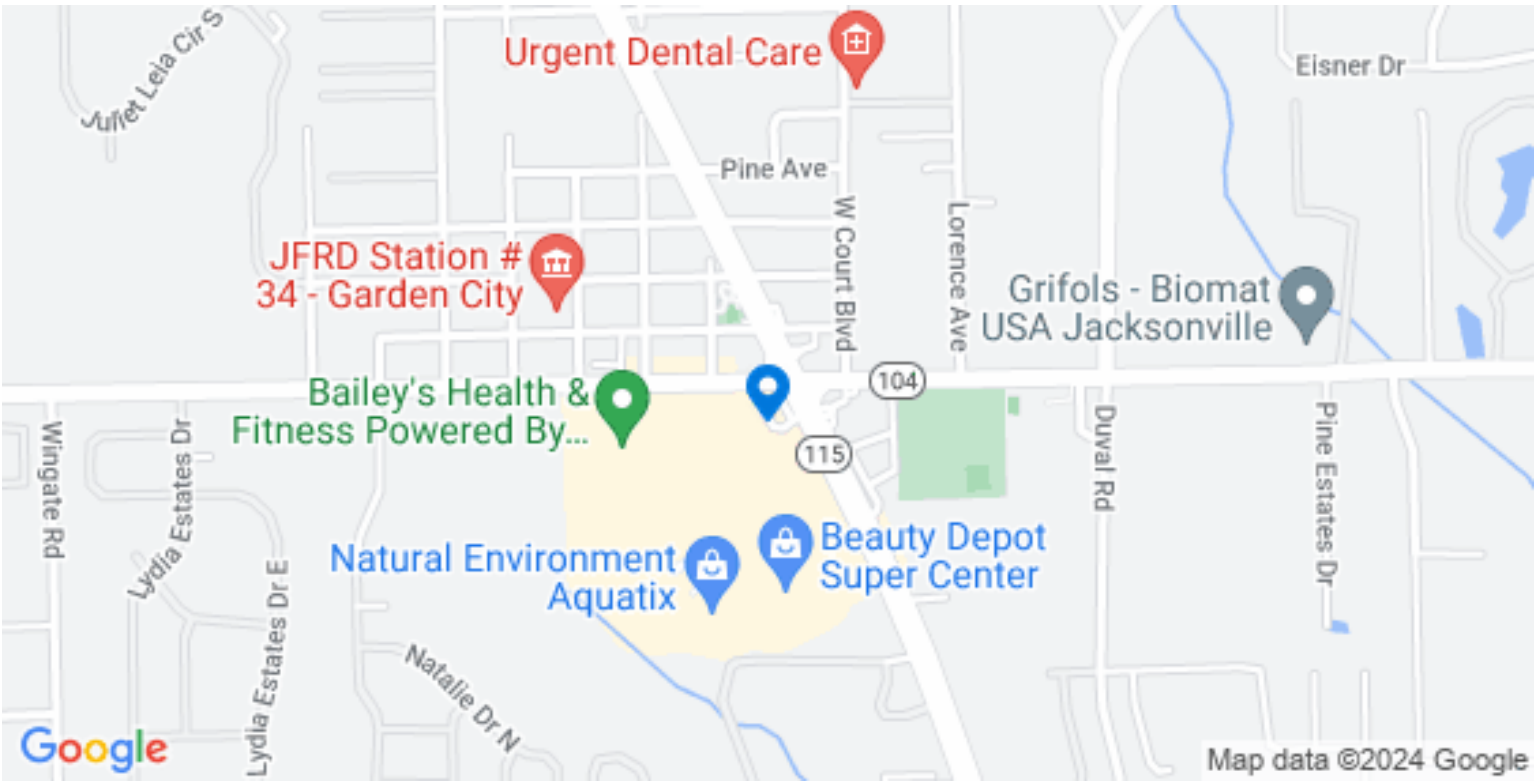 Juliet Leia Cir S
Urgent Dental Care
Eisner Dr
Pine Ave
W Court Blvd
Lorence Ave
JFRD Station #
34 - Garden City
Grifols - Biomat
USA Jacksonville
104
Bailey's Health &
Fitness Powered By...
115
Wingate Rd
Lydia Estates Dr
Duval Rd
Pine Estates Dr
Natural Environment
Aquatix
Beauty Depot
Super Center
Lydia Estates Dr E
Natalie Dr N
Google
Map data ©2024 Google